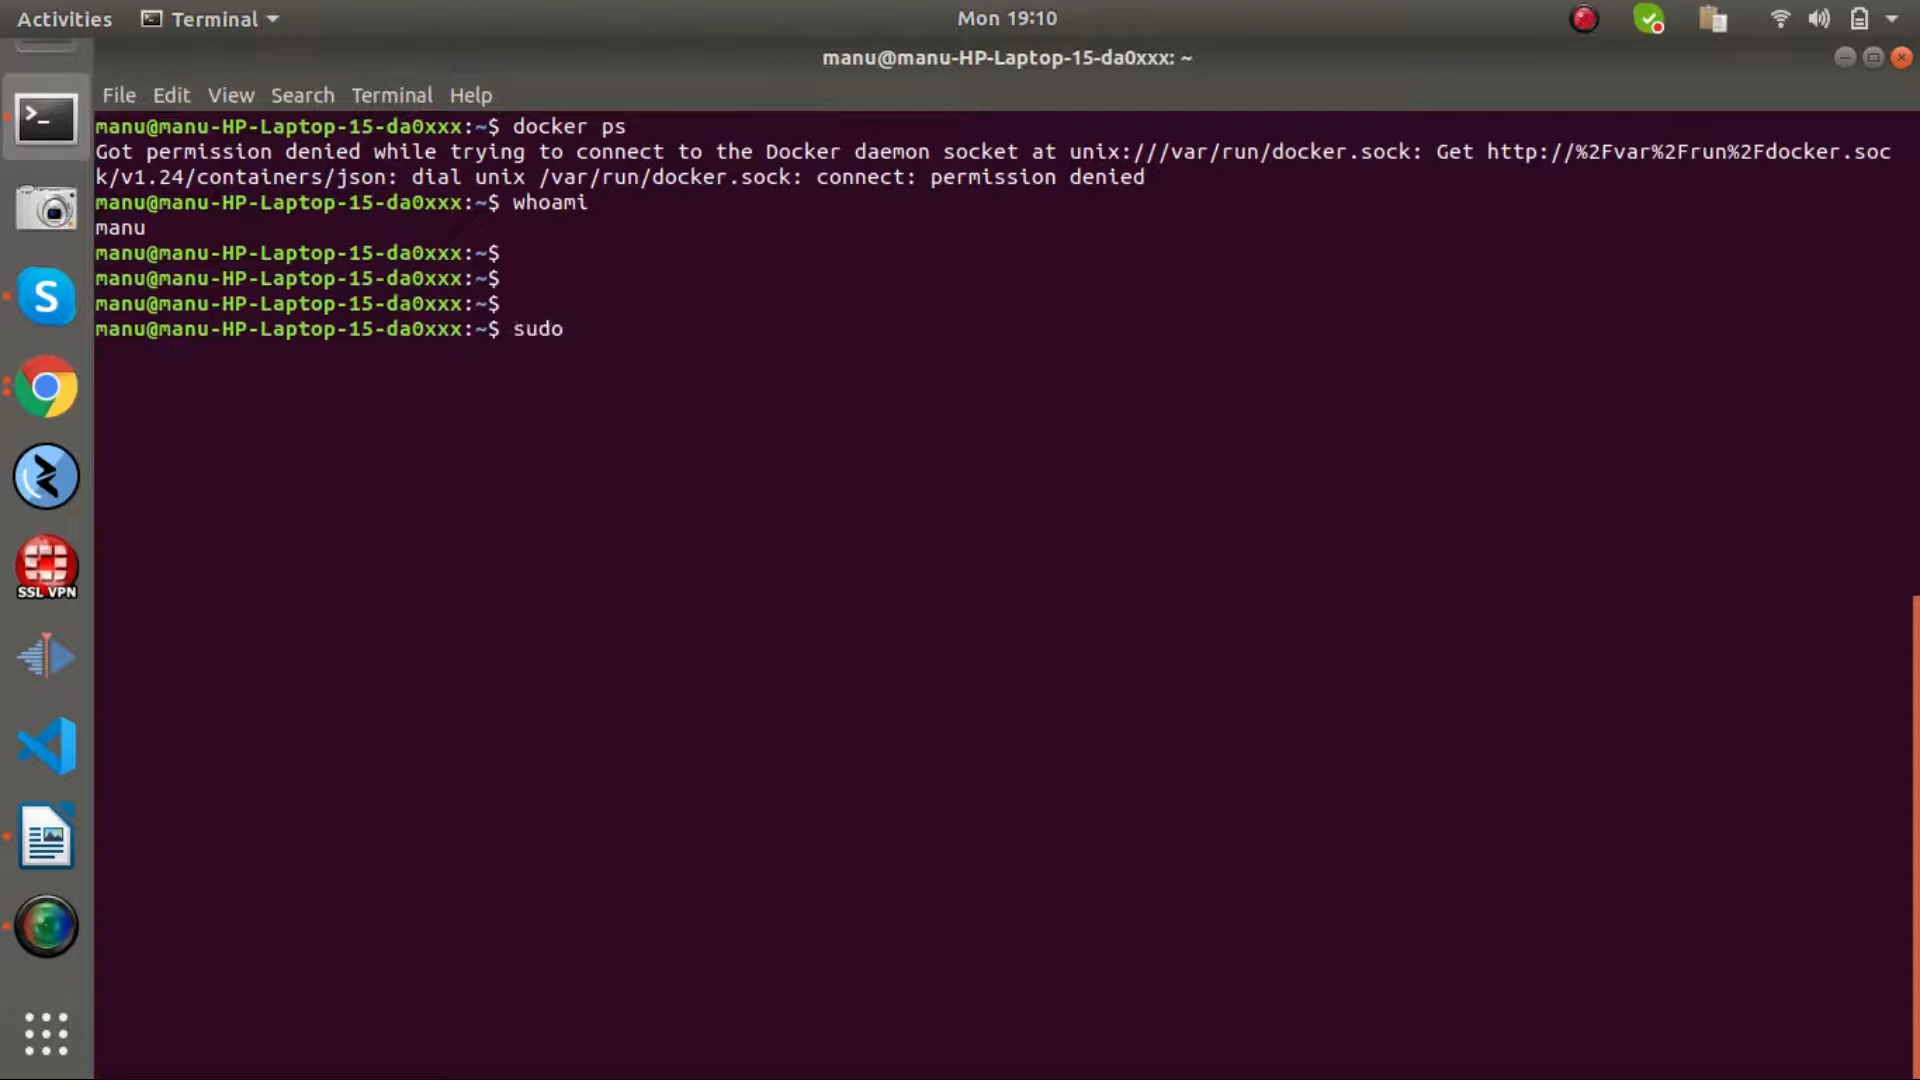 Activities Terminal Mon 19:10
manu@manu-HP-Laptop-15-da0xxx: ~
File Edit View Search Terminal Help
manu@manu-HP-Laptop-15-da0xxx:~$ docker ps
Got permission denied while trying to connect to the Docker daemon socket at unix:///var/run/docker.sock: Get http://%2Fvar%2Frun%2Fdocker.soc
k/v1.24/containers/json: dial unix /var/run/docker.sock: connect: permission denied
manu@manu-HP-Laptop-15-da0xxx:~$ whoami
manu
manu@manu-HP-Laptop-15-da0xxx:~$
manu@manu-HP-Laptop-15-da0xxx:~$
manu@manu-HP-Laptop-15-da0xxx:~$
manu@manu-HP-Laptop-15-da0xxx:~$ sudo
>_
S
SSL VPN